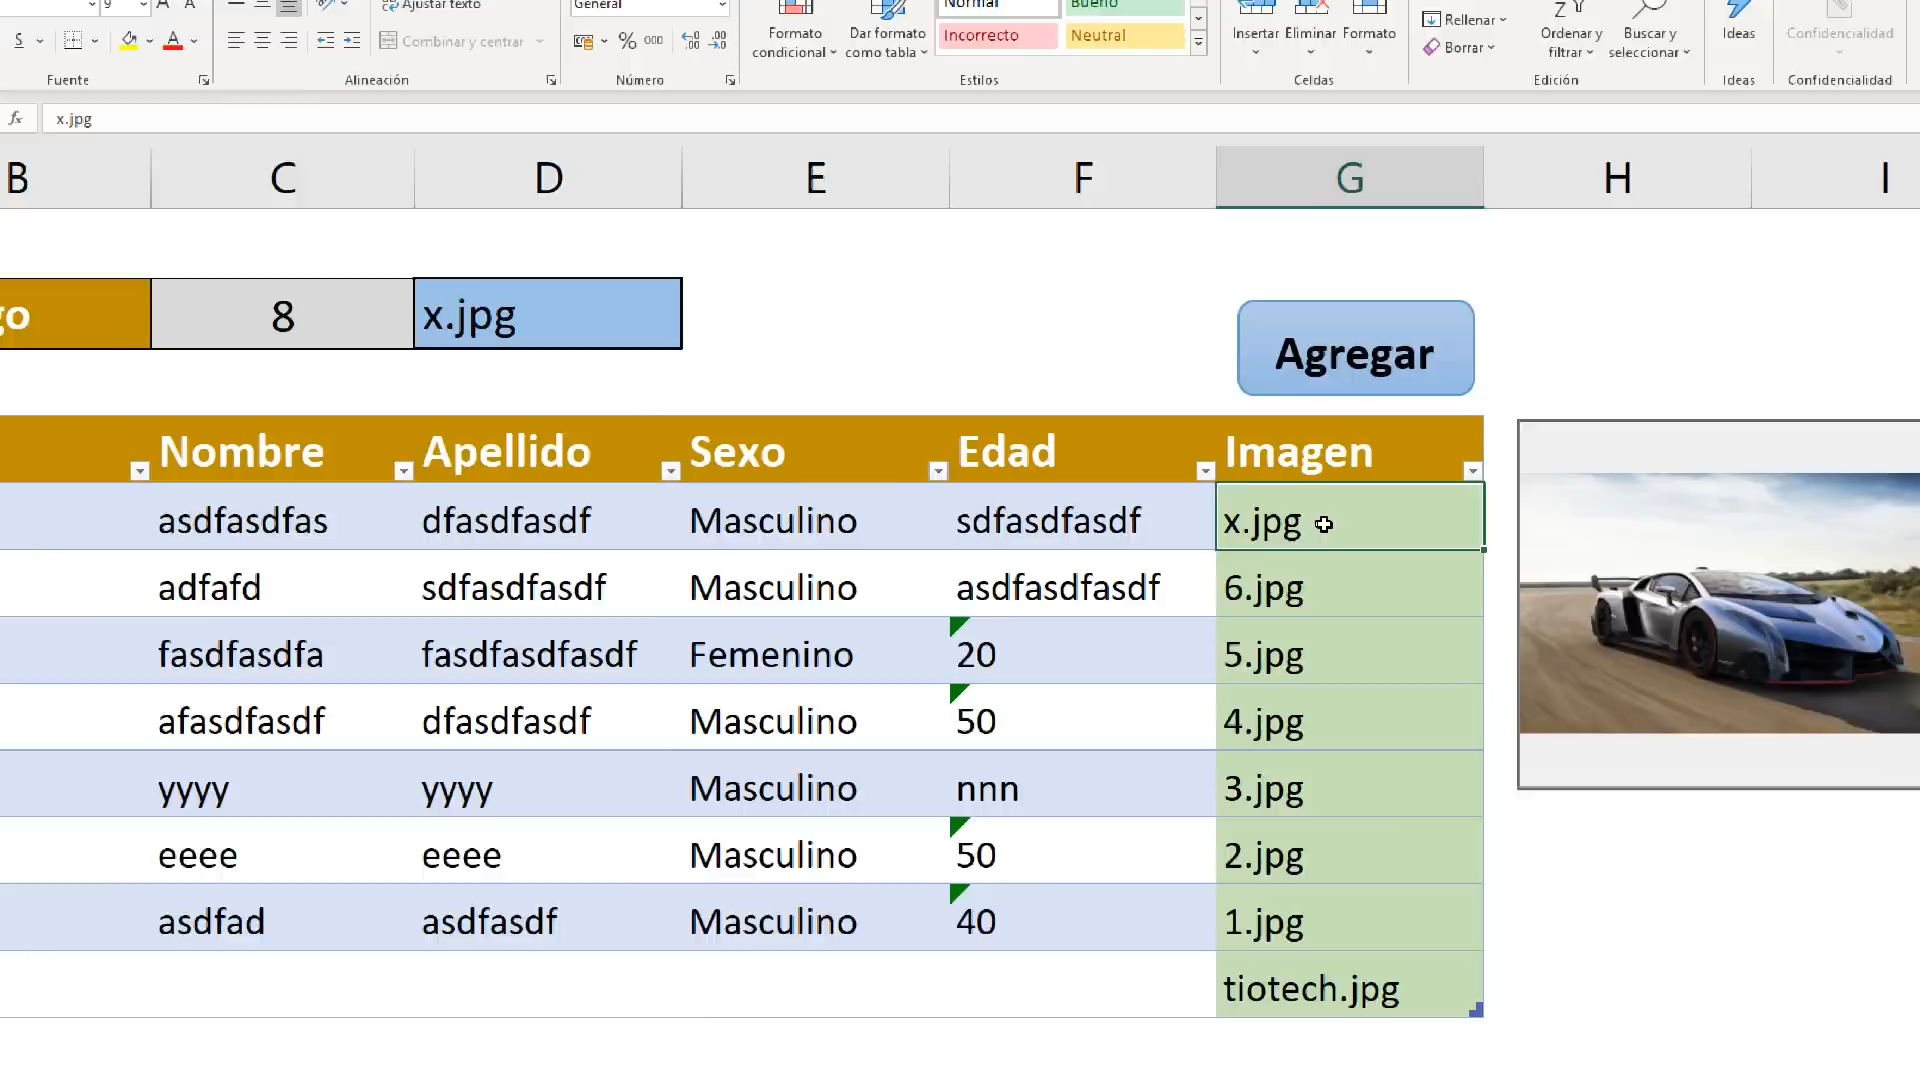 9 Ajustar texto General Normal Bueno
S A Combinar y centrar % 000 Formato condicional Dar formato como tabla Incorrecto Neutral Insertar Eliminar Formato Rellenar Borrar Ordenar y filtrar Buscar y seleccionar Ideas Confidencialidad
Fuente Alineación Número Estilos Celdas Edición Ideas Confidencialidad
fx x.jpg
B C D E F G H I
go 8 x.jpg
Agregar
Nombre Apellido Sexo Edad Imagen
asdfasdfas dfasdfasdf Masculino sdfasdfasdf x.jpg
adfafd sdfasdfasdf Masculino asdfasdfasdf 6.jpg
fasdfasdfa fasdfasdfasdf Femenino 20 5.jpg
afasdfasdf dfasdfasdf Masculino 50 4.jpg
yyyy yyyy Masculino nnn 3.jpg
eeee eeee Masculino 50 2.jpg
asdfad asdfasdf Masculino 40 1.jpg
tiotech.jpg